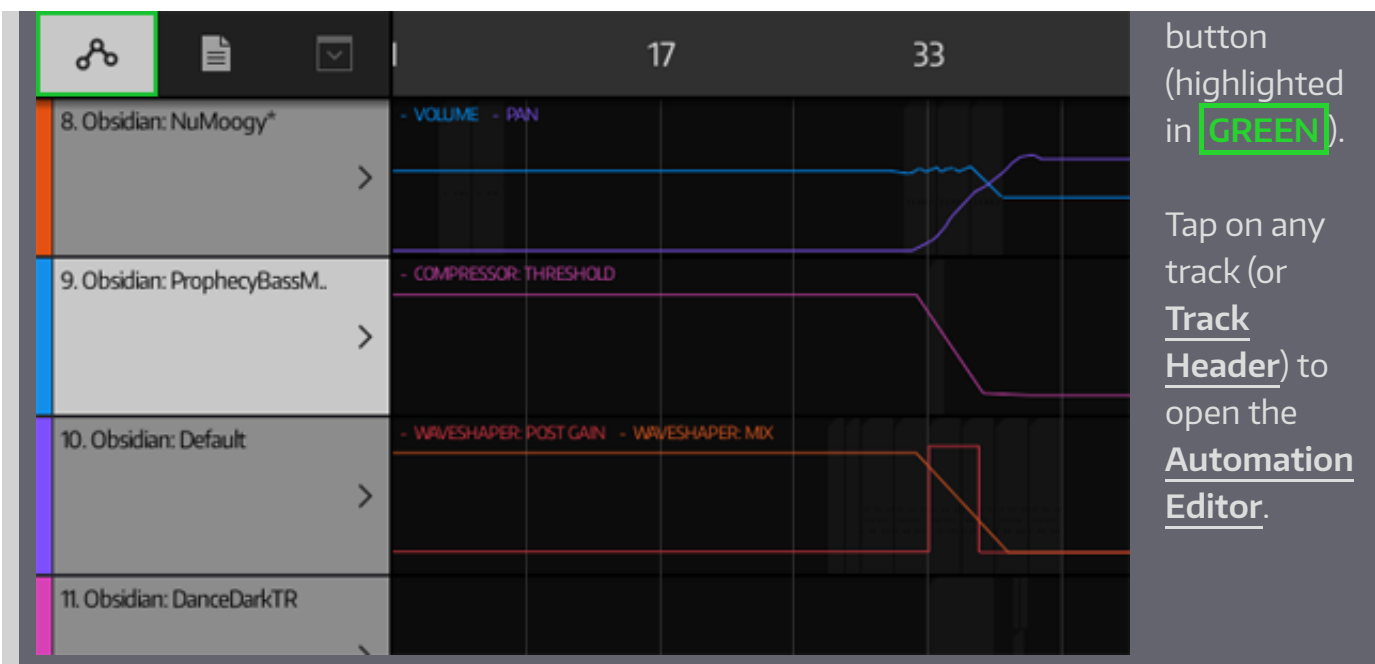 17
33
8. Obsidian: NuMoogy*
- VOLUME - PAN
9. Obsidian: ProphecyBassM..
- COMPRESSOR: THRESHOLD
10. Obsidian: Default
- WAVESHAPER: POST GAIN - WAVESHAPER: MIX
11. Obsidian: DanceDarkTR
button
(highlighted
in GREEN).
Tap on any
track (or
Track
Header) to
open the
Automation
Editor.